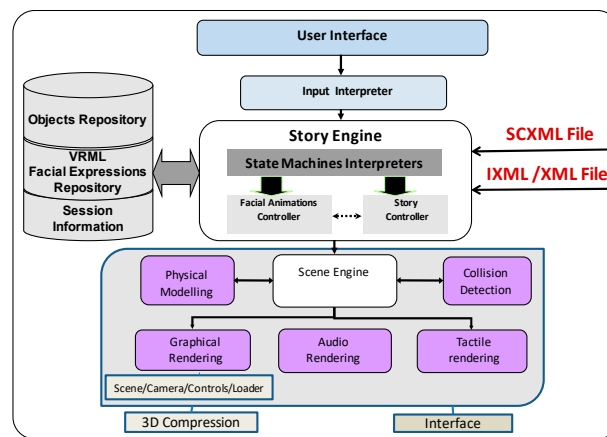 User Interface
Input Interpreter
Objects Repository
VRML
Facial Expressions
Repository
Session
Information
Story Engine
State Machines Interpreters
Facial Animations
Controller
Story
Controller
SCXML File
IXML /XML File
Physical
Modelling
Scene Engine
Collision
Detection
Graphical
Rendering
Audio
Rendering
Tactile
rendering
Scene/Camera/Controls/Loader
3D Compression
Interface